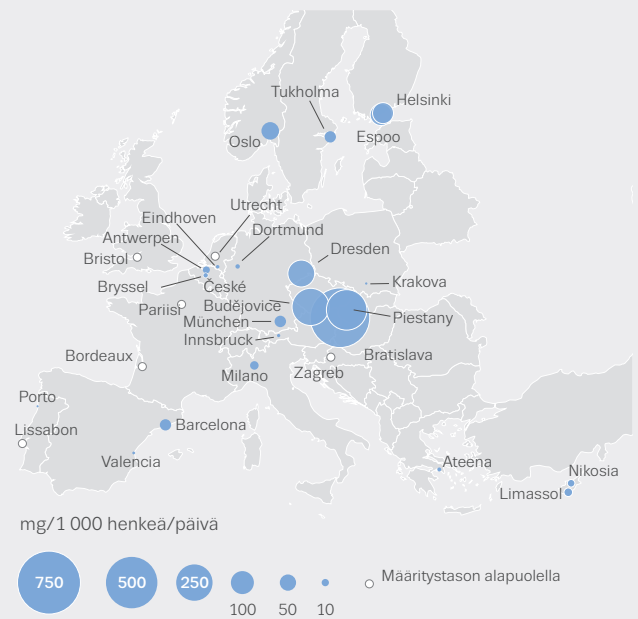 Tukholma
Helsinki
Oslo
Espoo
Utrecht
Eindhoven
Dortmund
Antwerpen
Dresden
Bristol
Krakova
Bryssel
České
Budějovice
Pariisi
Piestany
München
Innsbruck
Bratislava
Bordeaux
Milano
Zagreb
Porto
Lissabon
Barcelona
Valencia
Ateena
Nikosia
Limassol
mg/1 000 henkeä/päivä
750
500
250
100
50
10
Määritystason alapuolella